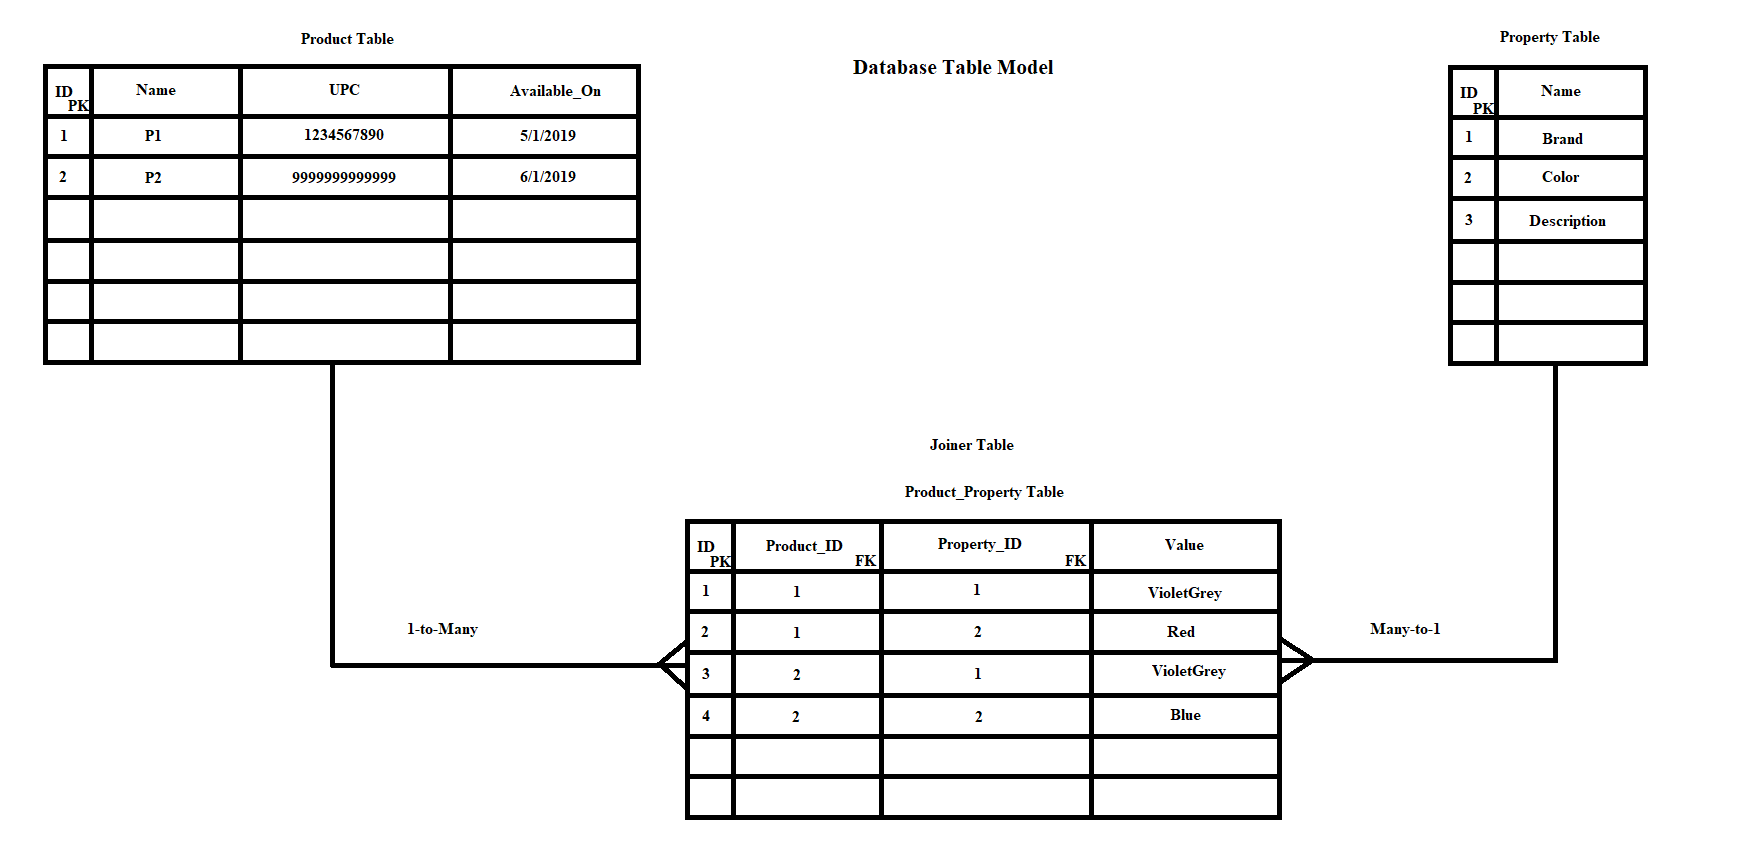 Product Table
Property Table
Database Table Model
ID PK Name UPC Available_On
1 P1 1234567890 5/1/2019
2 P2 9999999999999 6/1/2019
ID PK Name
1 Brand
2 Color
3 Description
Joiner Table
Product_Property Table
ID PK Product_ID FK Property_ID FK Value
1 1 1 VioletGrey
2 1 2 Red
3 2 1 VioletGrey
4 2 2 Blue
1-to-Many
Many-to-1